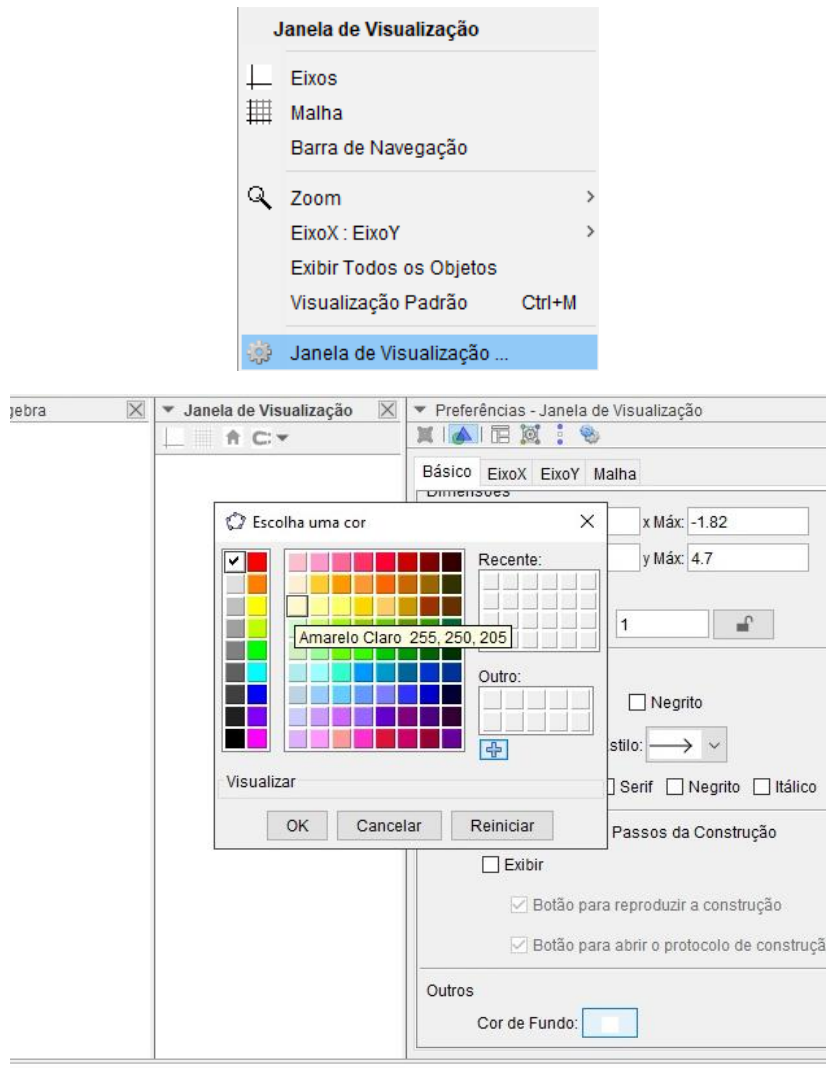 Janela de Visualização
Eixos
Malha
Barra de Navegação
Zoom
EixoX : EixoY
Exibir Todos os Objetos
Visualização Padrão Ctrl+M
Janela de Visualização ...
gebra
Janela de Visualização
Preferências - Janela de Visualização
Básico EixoX EixoY Malha
Dimensões
x Máx: -1.82
y Máx: 4.7
1
Negrito
stilo:
Serif Negrito Itálico
Passos da Construção
Exibir
Botão para reproduzir a construção
Botão para abrir o protocolo de construçã
Outros
Cor de Fundo:
Escolha uma cor
Recente:
Amarelo Claro 255, 250, 205
Outro:
Visualizar
OK Cancelar Reiniciar